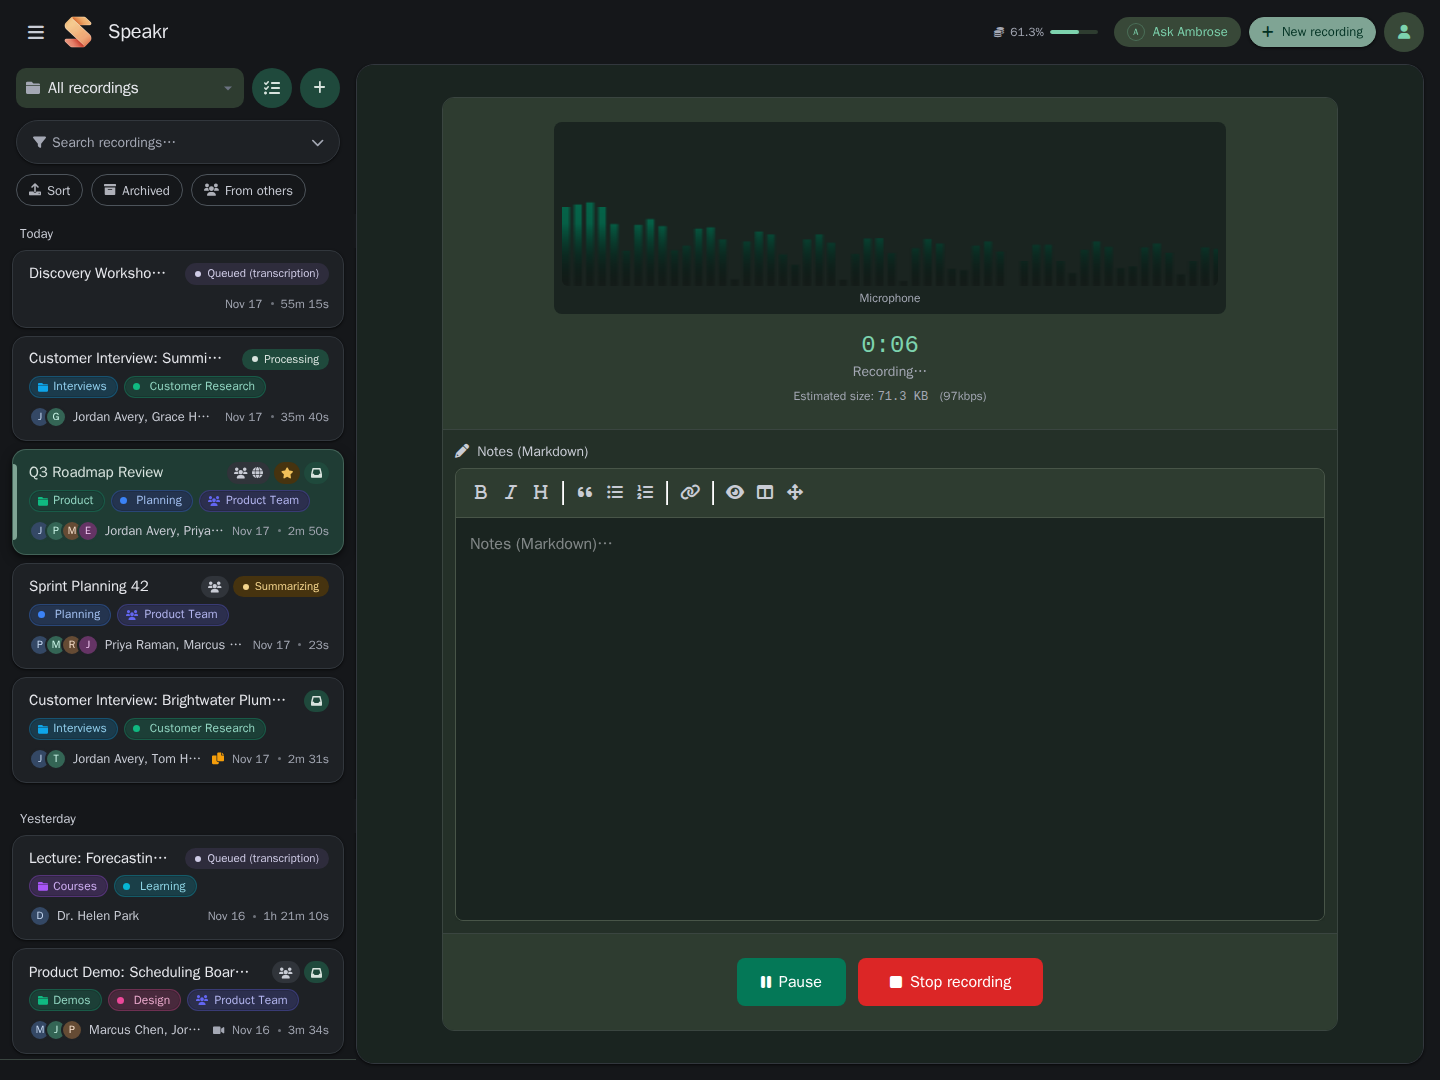 Speakr
61.3%
A Ask Ambrose
New recording
All recordings
Search recordings···
Sort
Archived
From others
Today
Discovery Worksho···
Queued (transcription)
Nov 17 • 55m 15s
Customer Interview: Summi···
Processing
Interviews
Customer Research
J G Jordan Avery, Grace H··· Nov 17 • 35m 40s
Q3 Roadmap Review
Product
Planning
Product Team
J P M E Jordan Avery, Priya··· Nov 17 • 2m 50s
Sprint Planning 42
Summarizing
Planning
Product Team
P M R J Priya Raman, Marcus ··· Nov 17 • 23s
Customer Interview: Brightwater Plum···
Interviews
Customer Research
J T Jordan Avery, Tom H··· Nov 17 • 2m 31s
Yesterday
Lecture: Forecastin···
Queued (transcription)
Courses
Learning
D Dr. Helen Park Nov 16 • 1h 21m 10s
Product Demo: Scheduling Boar···
Demos
Design
Product Team
M J P Marcus Chen, Jor··· Nov 16 • 3m 34s
Microphone
0:06
Recording···
Estimated size: 71.3 KB (97kbps)
Notes (Markdown)
B I H
Notes (Markdown)···
Pause
Stop recording